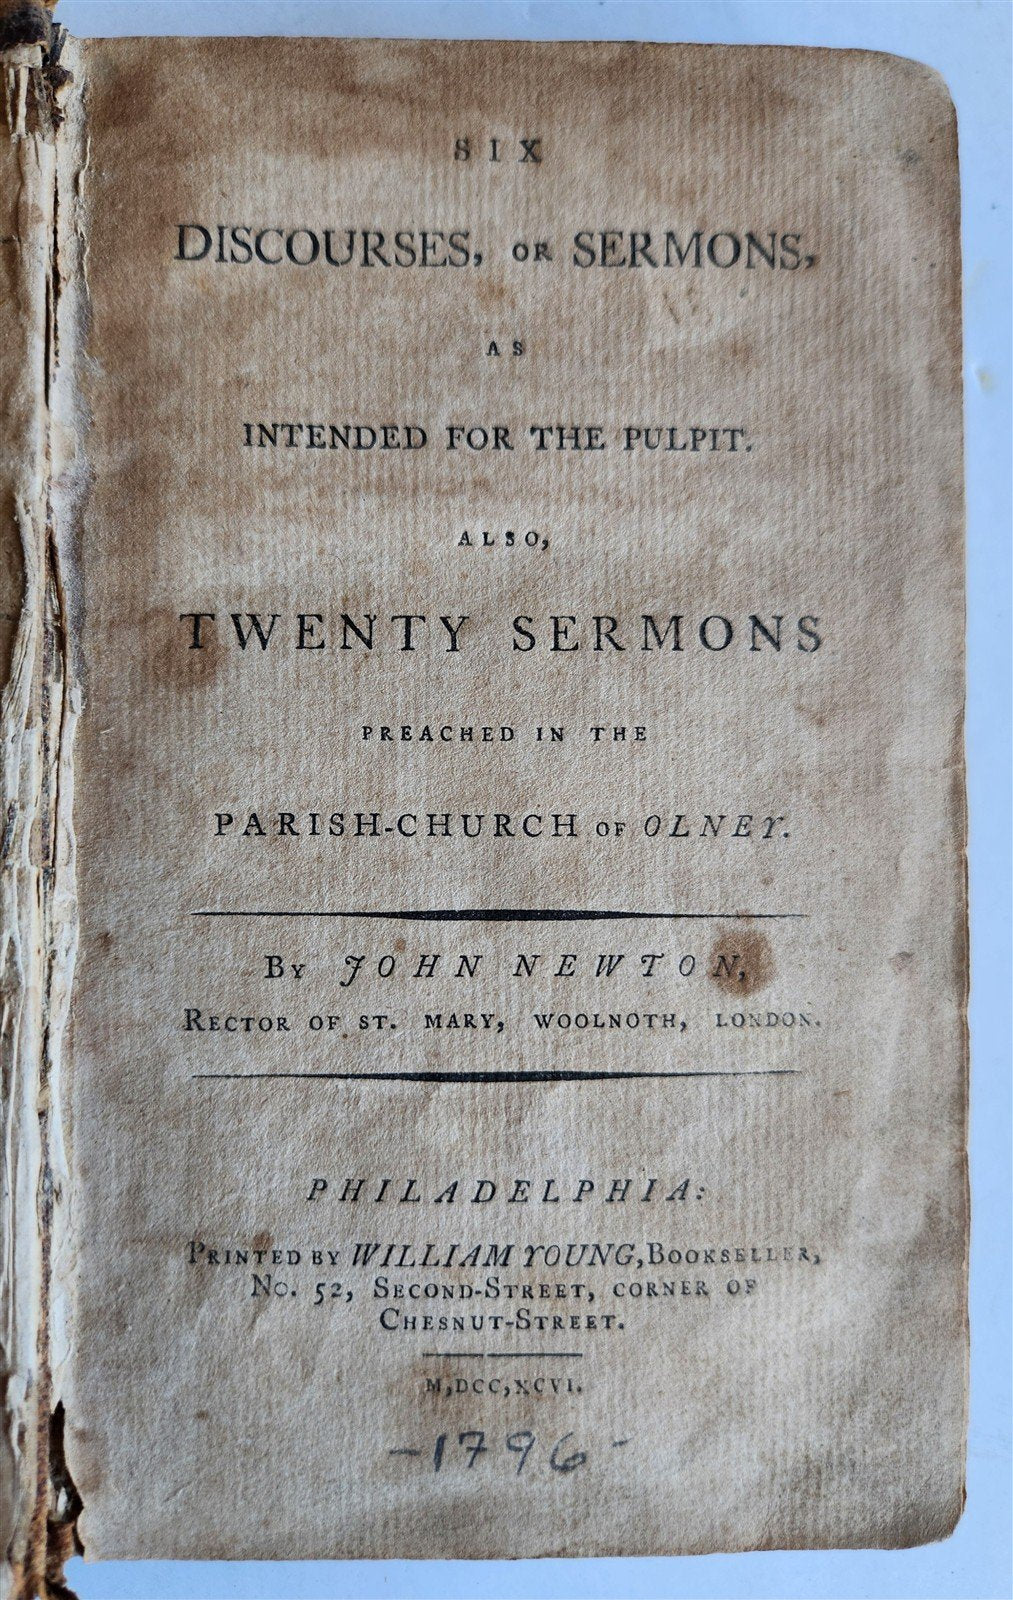 SIX
DISCOURSES, OR SERMONS,
AS
INTENDED FOR THE PULPIT.
ALSO,
TWENTY SERMONS
PREACHED IN THE
PARISH-CHURCH OF OLNEY.
By JOHN NEWTON,
RECTOR OF ST. MARY, WOOLNOTH, LONDON.
PHILADELPHIA:
PRINTED BY WILLIAM YOUNG, BOOKSELLER,
No. 52, SECOND-STREET, CORNER OF
CHESNUT-STREET.
M,DCC,XCVI.
-1796-